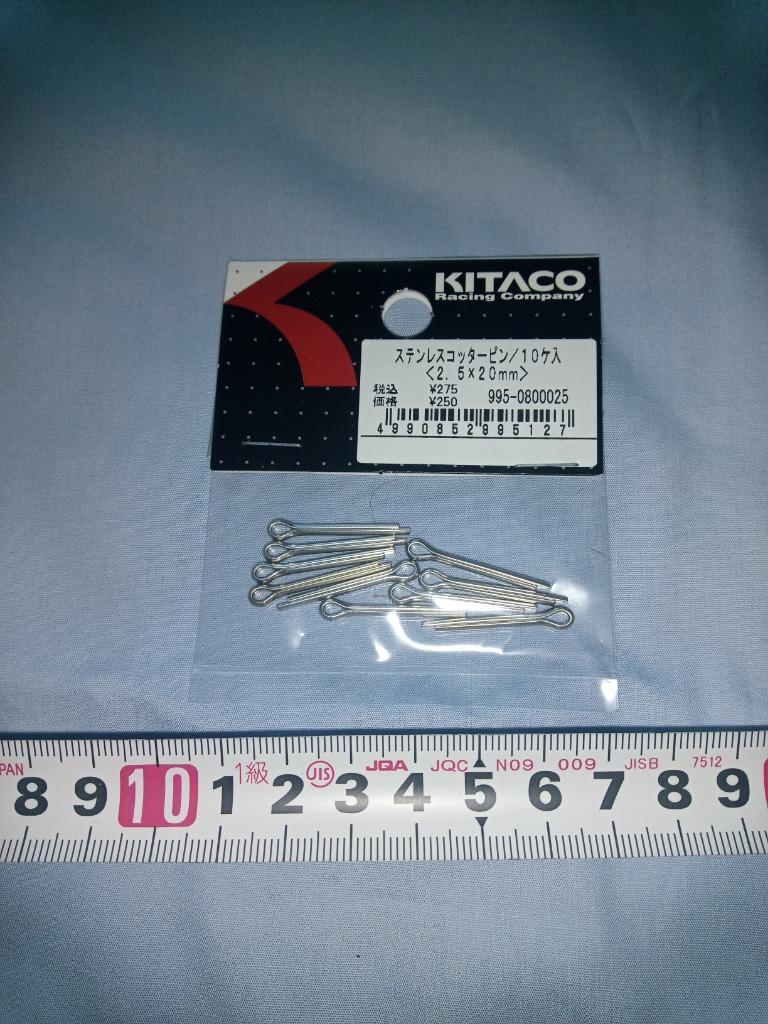 KITACO
Racing Company
ステンレスコッターピン/10ケ入
<2.5×20mm>
税込 ¥275
価格 ¥250 995-0800025
4990852995127
PAN 1級 JIS JQA JQC N09 009 JISB 7512
8 9 10 1 2 3 4 5 6 7 8 9